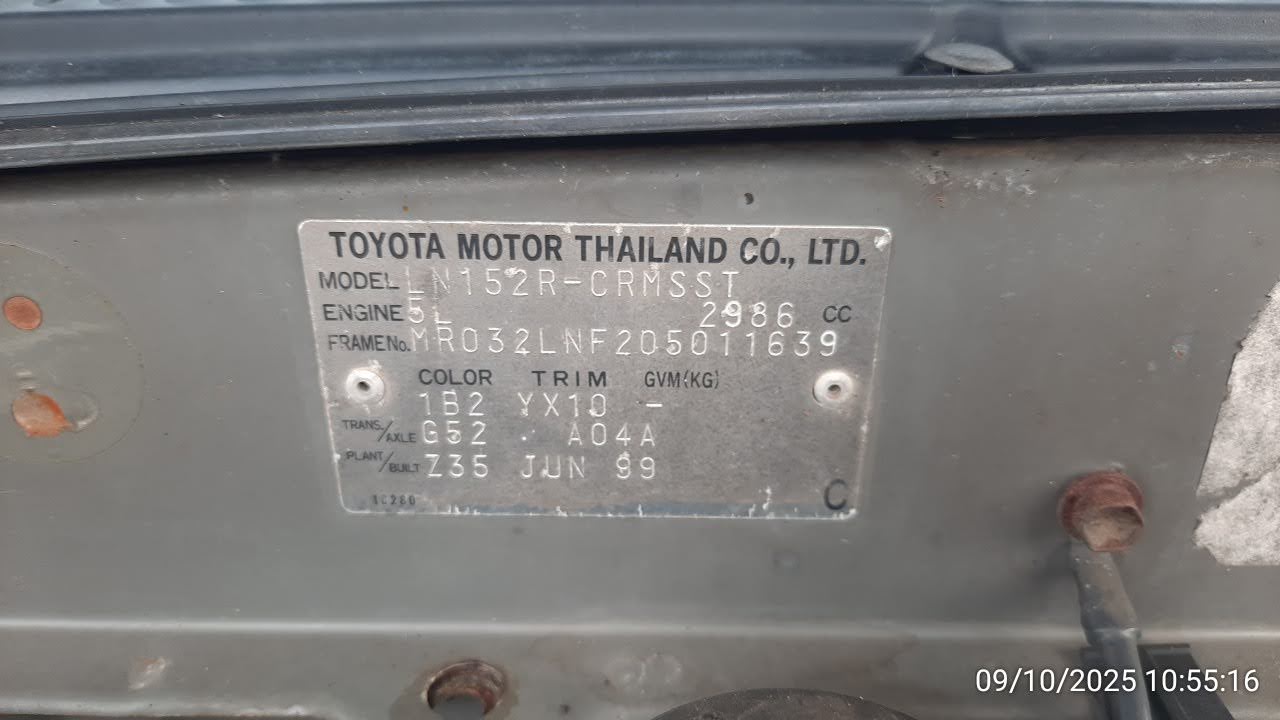 TOYOTA MOTOR THAILAND CO., LTD.
MODEL LN152R-CRMSST
ENGINE 5L 2986 CC
FRAME No. MR032LNF205011639
COLOR TRIM GVM(KG)
1B2 YX10 -
TRANS./AXLE G52 A04A
PLANT/BUILT Z35 JUN 99
C
09/10/2025 10:55:16